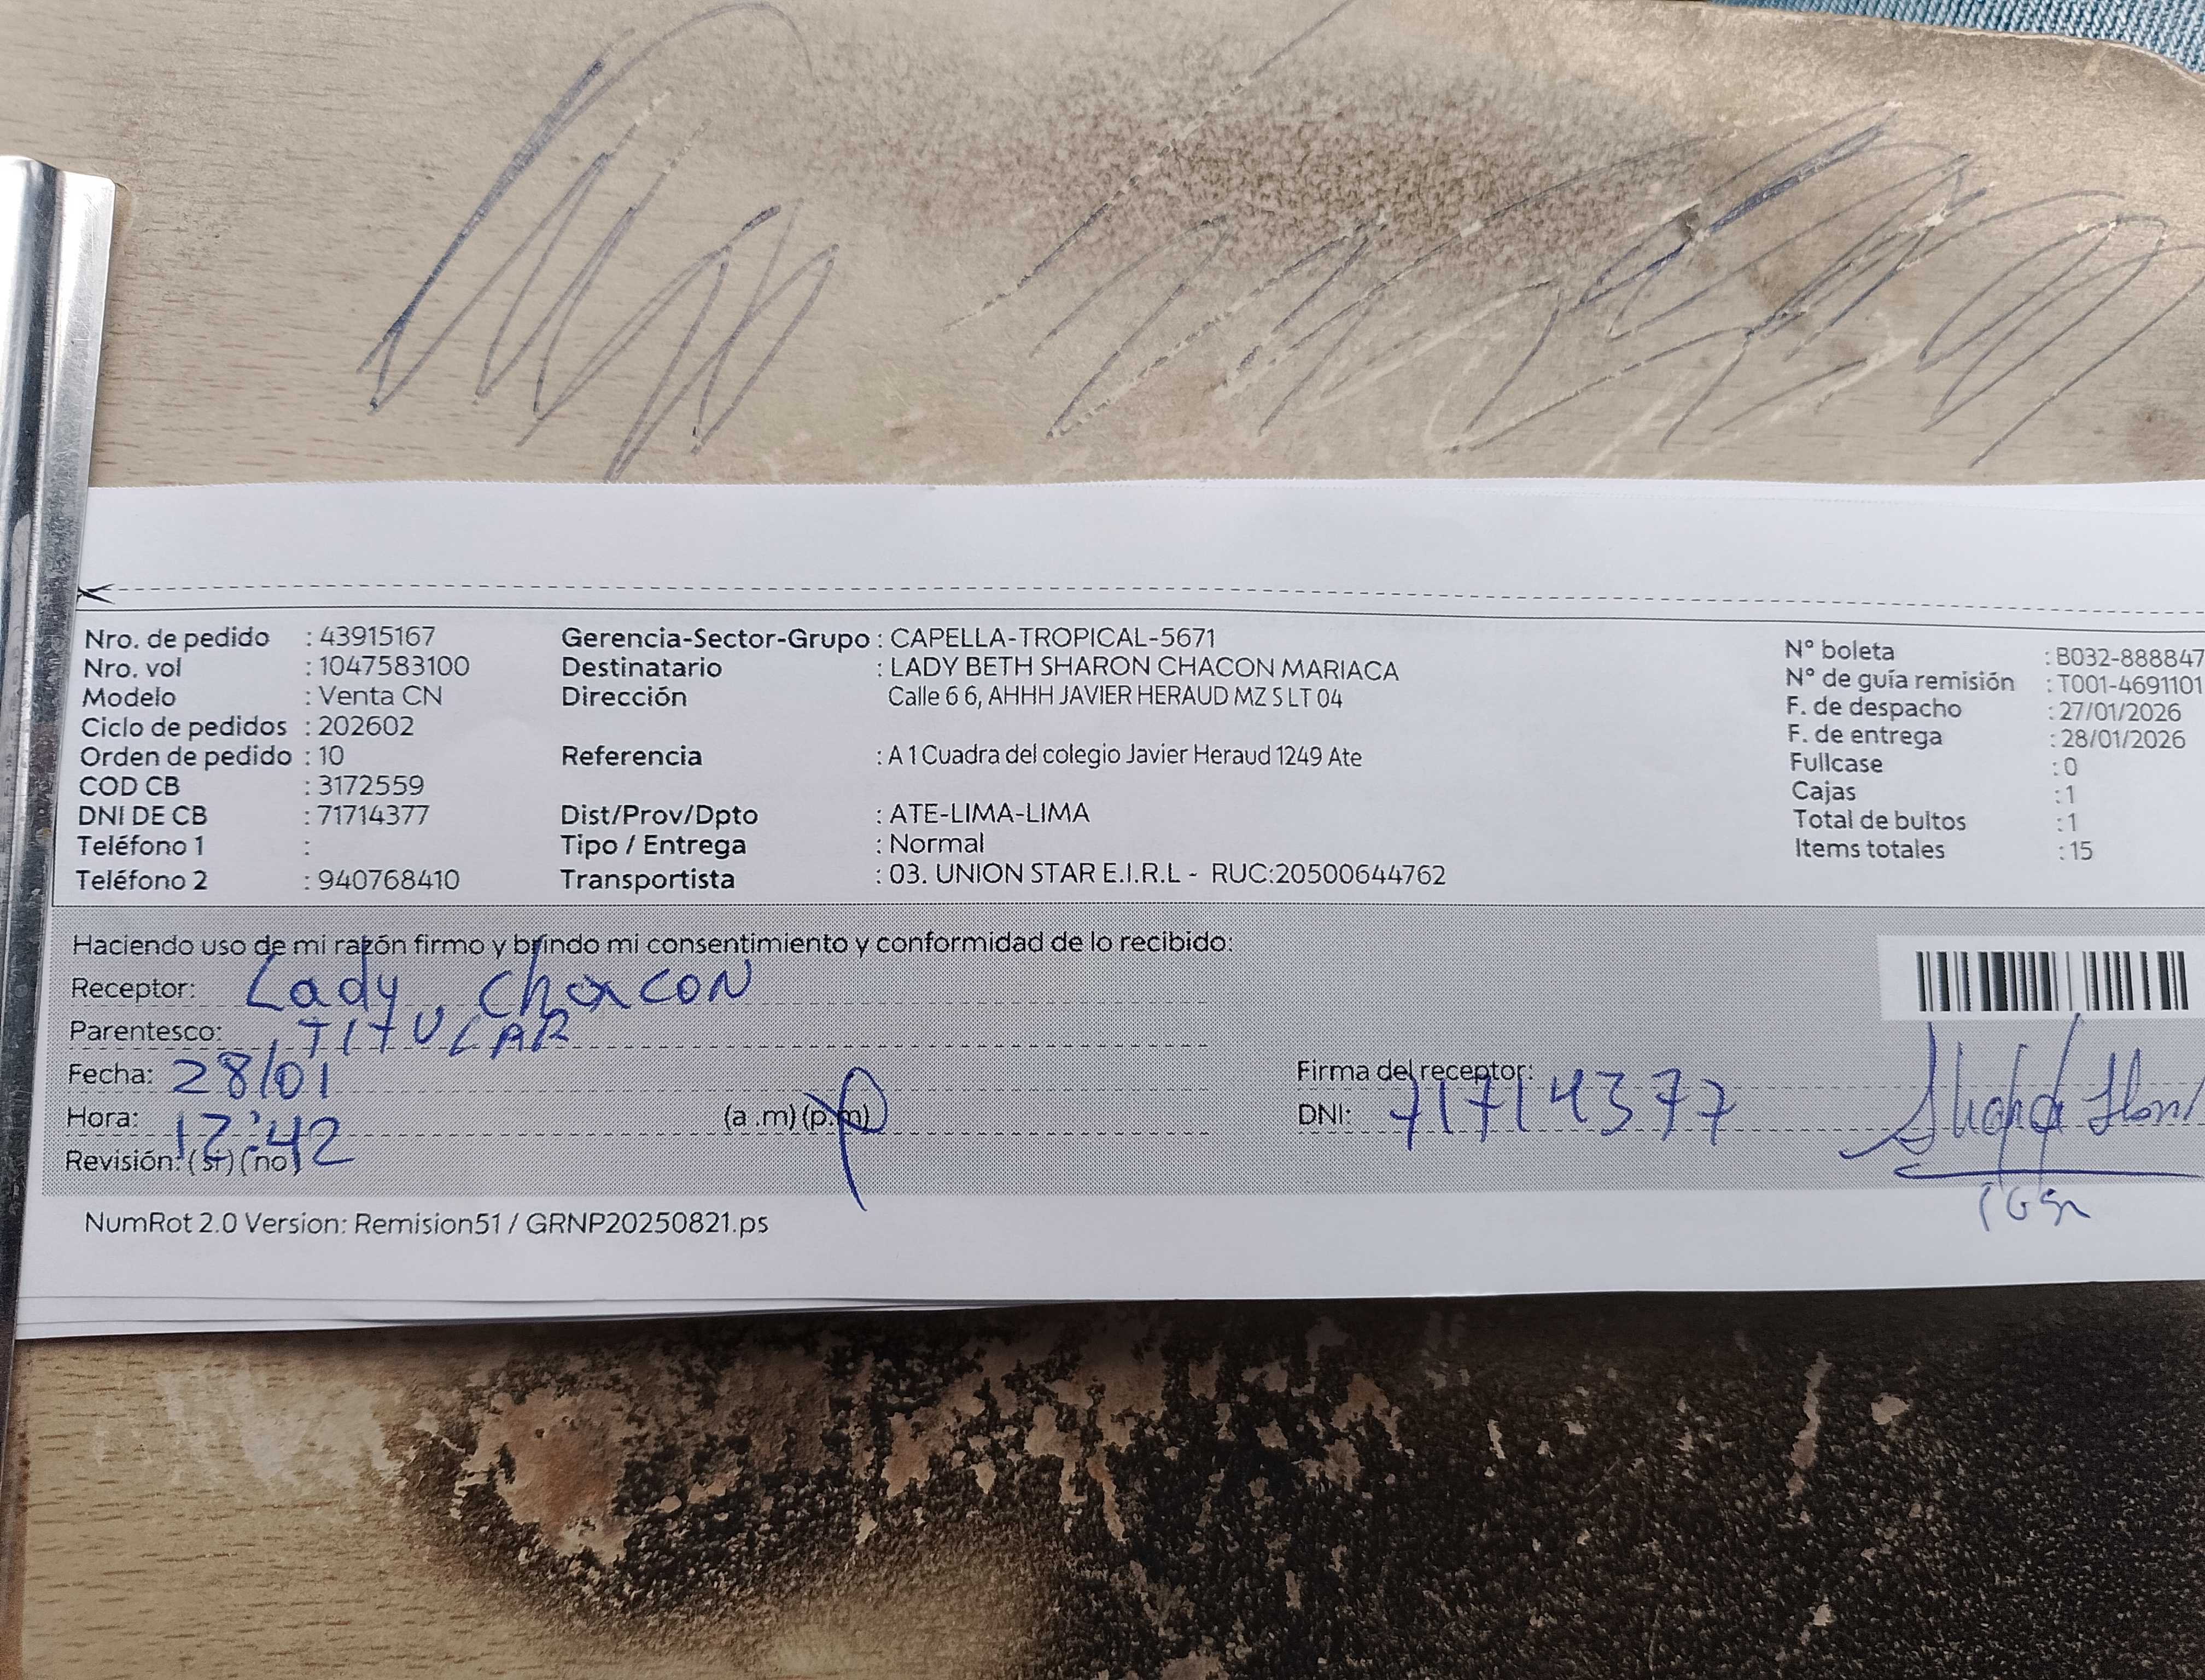 Nro. de pedido : 43915167 Gerencia-Sector-Grupo : CAPELLA-TROPICAL-5671 N° boleta : B032-888847
Nro. vol : 1047583100 Destinatario : LADY BETH SHARON CHACON MARIACA N° de guía remisión : T001-4691101
Modelo : Venta CN Dirección Calle 6 6, AHHH JAVIER HERAUD MZ S LT 04 F. de despacho : 27/01/2026
Ciclo de pedidos : 202602 F. de entrega : 28/01/2026
Orden de pedido : 10 Referencia : A 1 Cuadra del colegio Javier Heraud 1249 Ate Fullcase : 0
COD CB : 3172559 Cajas : 1
DNI DE CB : 71714377 Dist/Prov/Dpto : ATE-LIMA-LIMA Total de bultos : 1
Teléfono 1 : Tipo / Entrega : Normal Items totales : 15
Teléfono 2 : 940768410 Transportista : 03. UNION STAR E.I.R.L - RUC:20500644762
Haciendo uso de mi razón firmo y brindo mi consentimiento y conformidad de lo recibido:
Receptor: Lady Chacon
Parentesco: TITULAR
Fecha: 28/01 Firma del receptor:
Hora: 12:42 (a .m) (p.m) DNI: 71714377
Revisión: (si) (no)
NumRot 2.0 Version: Remision51 / GRNP20250821.ps